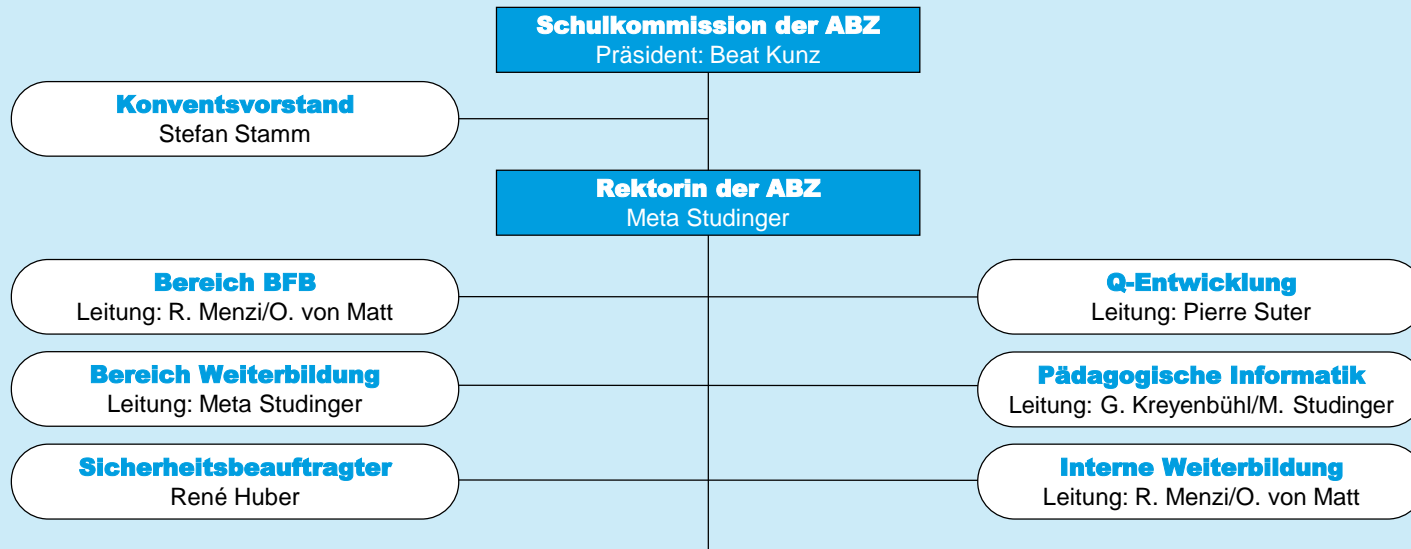 Schulkommission der ABZ
Präsident: Beat Kunz
Konventsvorstand
Stefan Stamm
Rektorin der ABZ
Meta Studinger
Bereich BFB
Leitung: R. Menzi/O. von Matt
Q-Entwicklung
Leitung: Pierre Suter
Bereich Weiterbildung
Leitung: Meta Studinger
Pädagogische Informatik
Leitung: G. Kreyenbühl/M. Studinger
Sicherheitsbeauftragter
René Huber
Interne Weiterbildung
Leitung: R. Menzi/O. von Matt